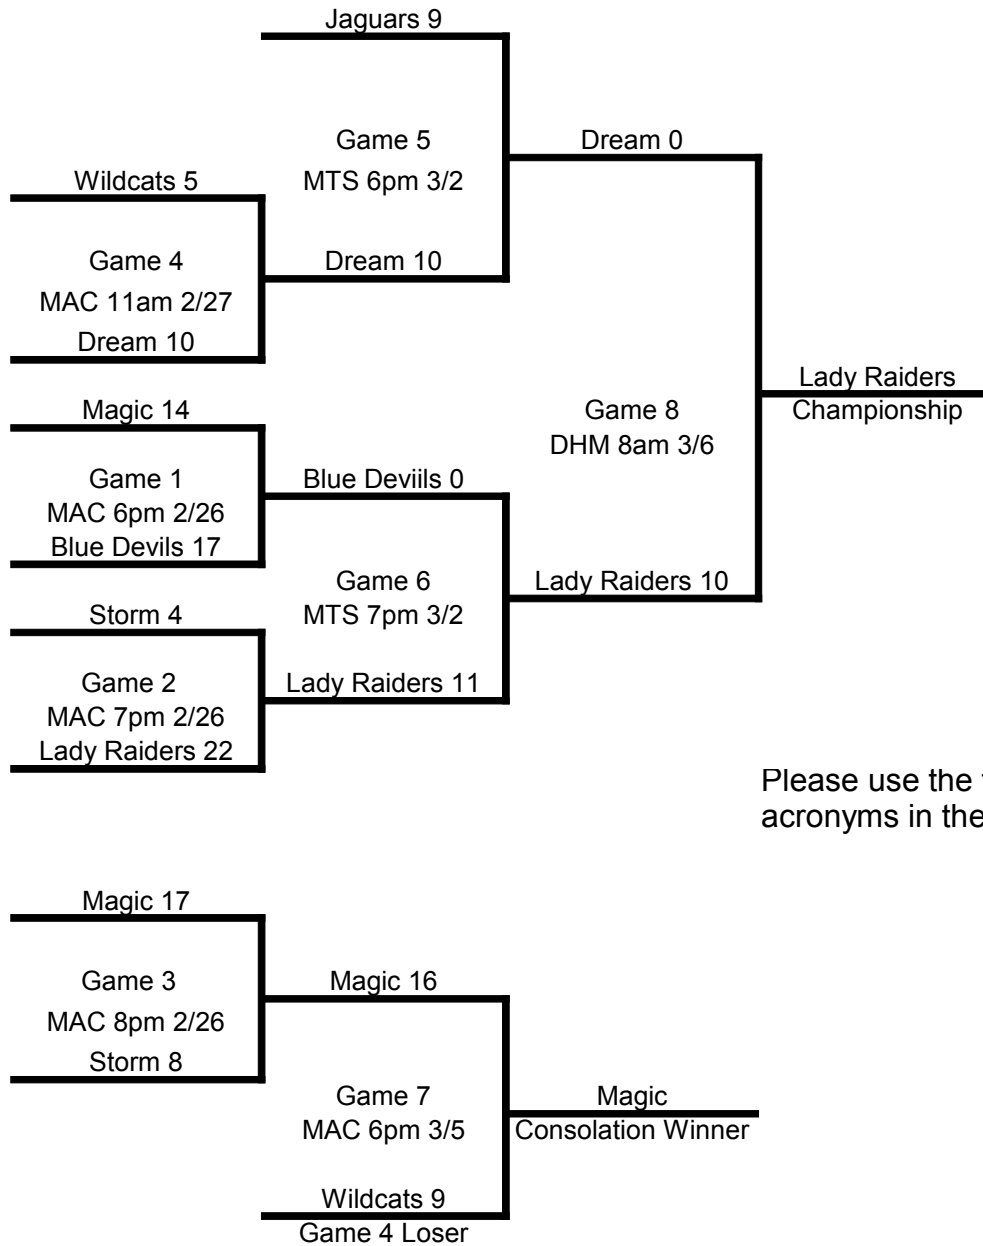 Jaguars 9
Game 5
MTS 6pm 3/2
Dream 0
Wildcats 5
Game 4
MAC 11am 2/27
Dream 10
Dream 10
Magic 14
Game 1
MAC 6pm 2/26
Blue Devils 17
Blue Deviils 0
Game 8
DHM 8am 3/6
Lady Raiders
Championship
Storm 4
Game 2
MAC 7pm 2/26
Lady Raiders 22
Game 6
MTS 7pm 3/2
Lady Raiders 10
Lady Raiders 11
Please use the
acronyms in the
Magic 17
Game 3
MAC 8pm 2/26
Storm 8
Magic 16
Game 7
MAC 6pm 3/5
Magic
Consolation Winner
Wildcats 9
Game 4 Loser